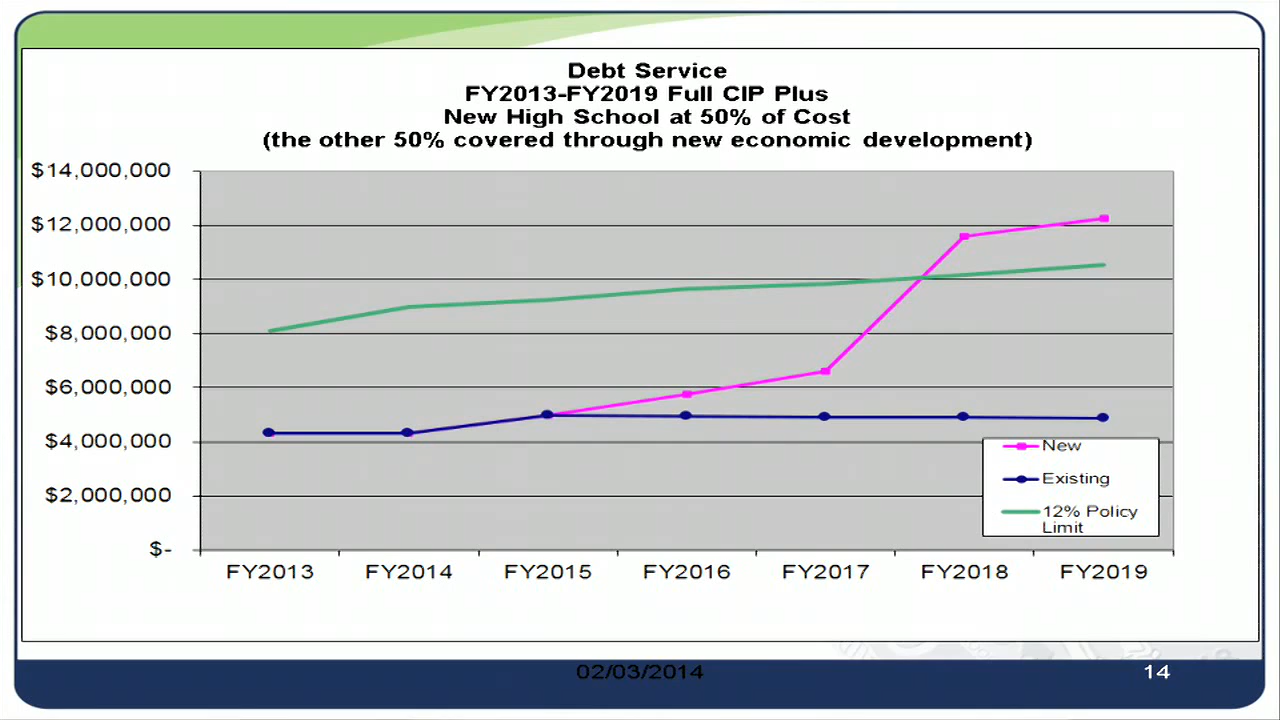 Debt Service
FY2013-FY2019 Full CIP Plus
New High School at 50% of Cost
(the other 50% covered through new economic development)
$14,000,000
$12,000,000
$10,000,000
$8,000,000
$6,000,000
$4,000,000
$2,000,000
$-
New
Existing
12% Policy
Limit
FY2013 FY2014 FY2015 FY2016 FY2017 FY2018 FY2019
02/03/2014 14